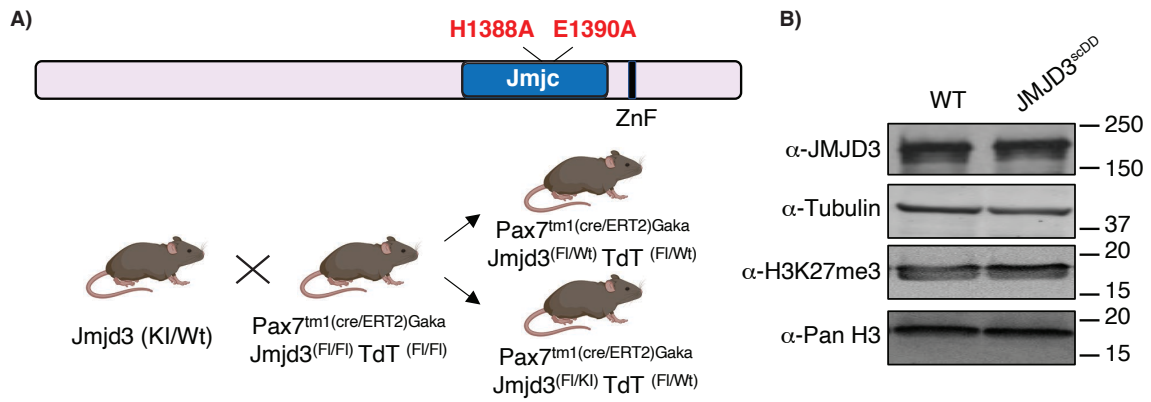 A)
H1388A E1390A
Jmjc
ZnF
Jmjd3 (KI/Wt)
Pax7tm1(cre/ERT2)Gaka
Jmjd3(Fl/Fl) TdT (Fl/Fl)
Pax7tm1(cre/ERT2)Gaka
Jmjd3(Fl/Wt) TdT (Fl/Wt)
Pax7tm1(cre/ERT2)Gaka
Jmjd3(Fl/KI) TdT (Fl/Wt)
B)
WT JMJD3scDD
α-JMJD3
250
150
α-Tubulin
37
α-H3K27me3
20
15
α-Pan H3
20
15